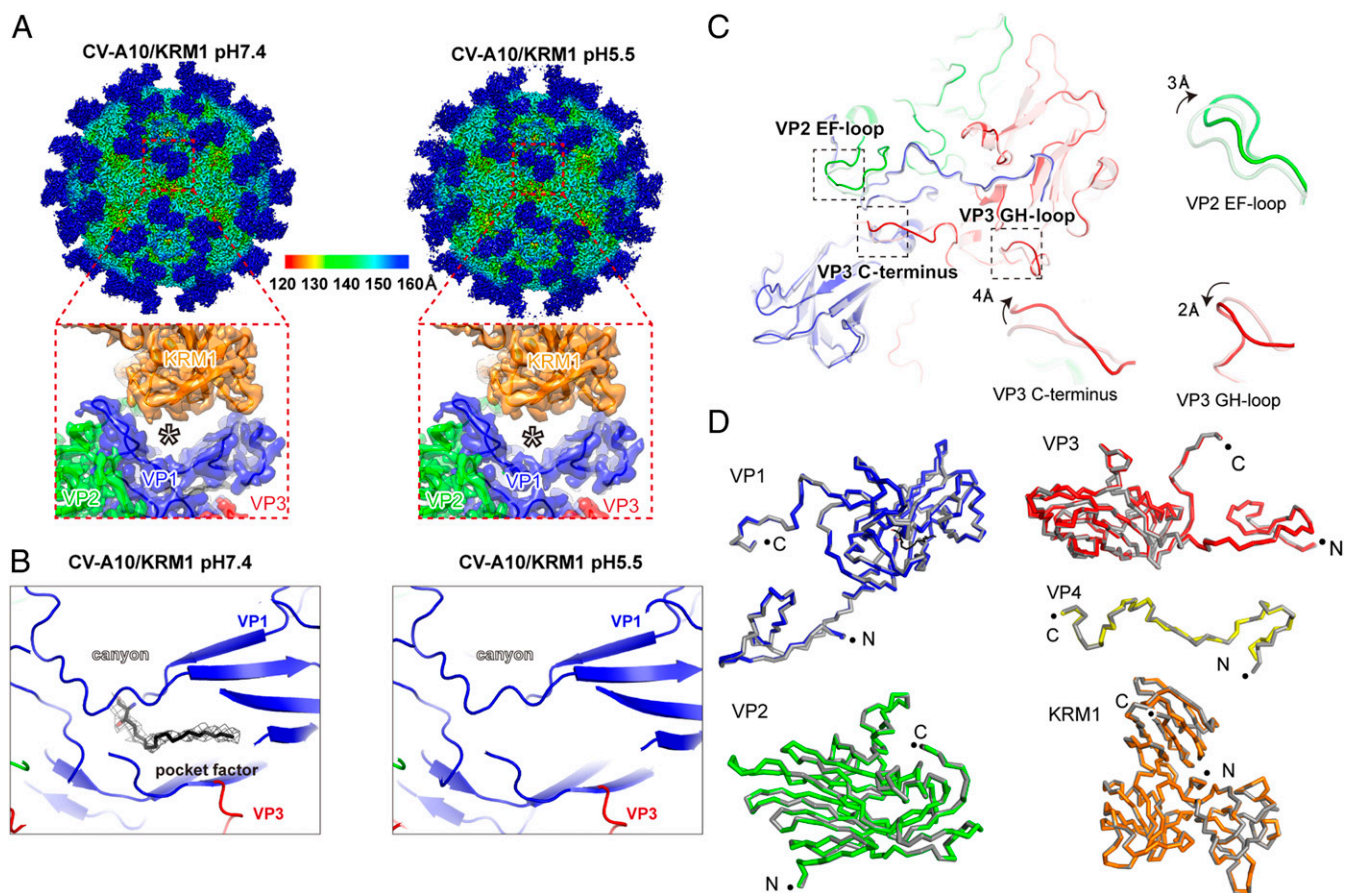 A
CV-A10/KRM1 pH7.4
CV-A10/KRM1 pH5.5
120 130 140 150 160Å
KRM1
VP1
VP2
VP3
KRM1
VP1
VP2
VP3
B
CV-A10/KRM1 pH7.4
CV-A10/KRM1 pH5.5
VP1
canyon
pocket factor
VP3
VP1
canyon
VP3
C
VP2 EF-loop
VP3 GH-loop
VP3 C-terminus
3Å
VP2 EF-loop
4Å
VP3 C-terminus
2Å
VP3 GH-loop
D
VP1
C
N
VP3
C
N
VP4
C
N
VP2
C
N
KRM1
C
N